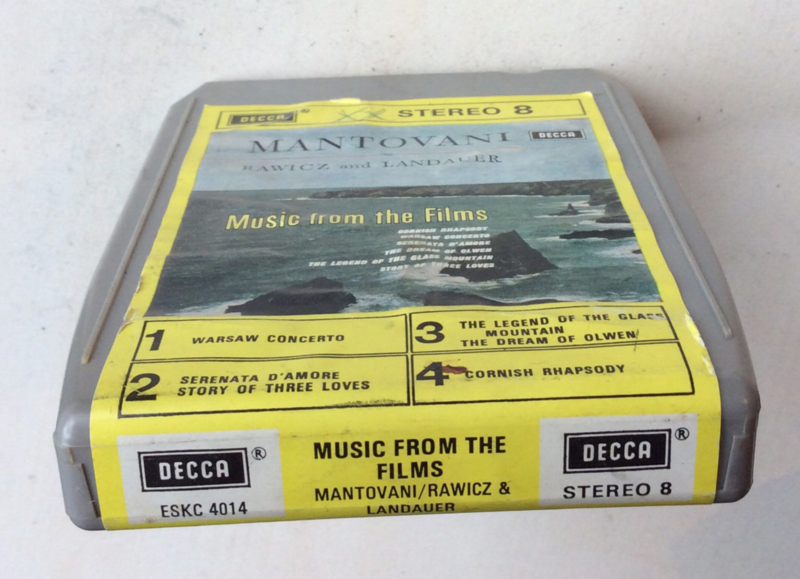 DECCA ® XX STEREO 8
MANTOVANI DECCA
RAWICZ and LANDAUER
Music from the Films
CORNISH RHAPSODY
WARSAW CONCERTO
SERENATA D'AMORE
THE DREAM OF OLWEN
THE LEGEND OF THE GLASS MOUNTAIN
STORY OF THREE LOVES
1 WARSAW CONCERTO
2 SERENATA D'AMORE
STORY OF THREE LOVES
3 THE LEGEND OF THE GLASS
MOUNTAIN
THE DREAM OF OLWEN
4 CORNISH RHAPSODY
DECCA ®
ESKC 4014
MUSIC FROM THE
FILMS
MANTOVANI/RAWICZ &
LANDAUER
DECCA ®
STEREO 8